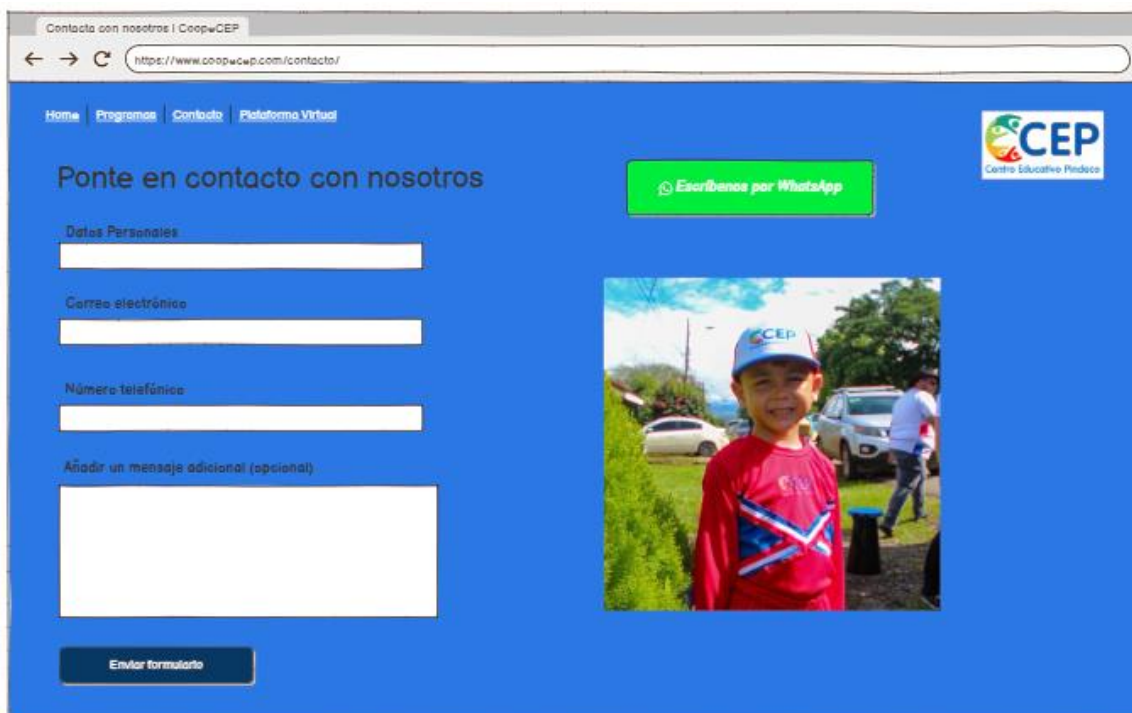 Contacta con nosotros | CoopeCEP
https://www.coopecep.com/contacto/
Home | Programas | Contacto | Plataforma Virtual
CEP
Centro Educativo Pindeco
Ponte en contacto con nosotros
Escríbenos por WhatsApp
Datos Personales
Correo electrónico
CEP
Número telefónico
Añadir un mensaje adicional (opcional)
Enviar formulario